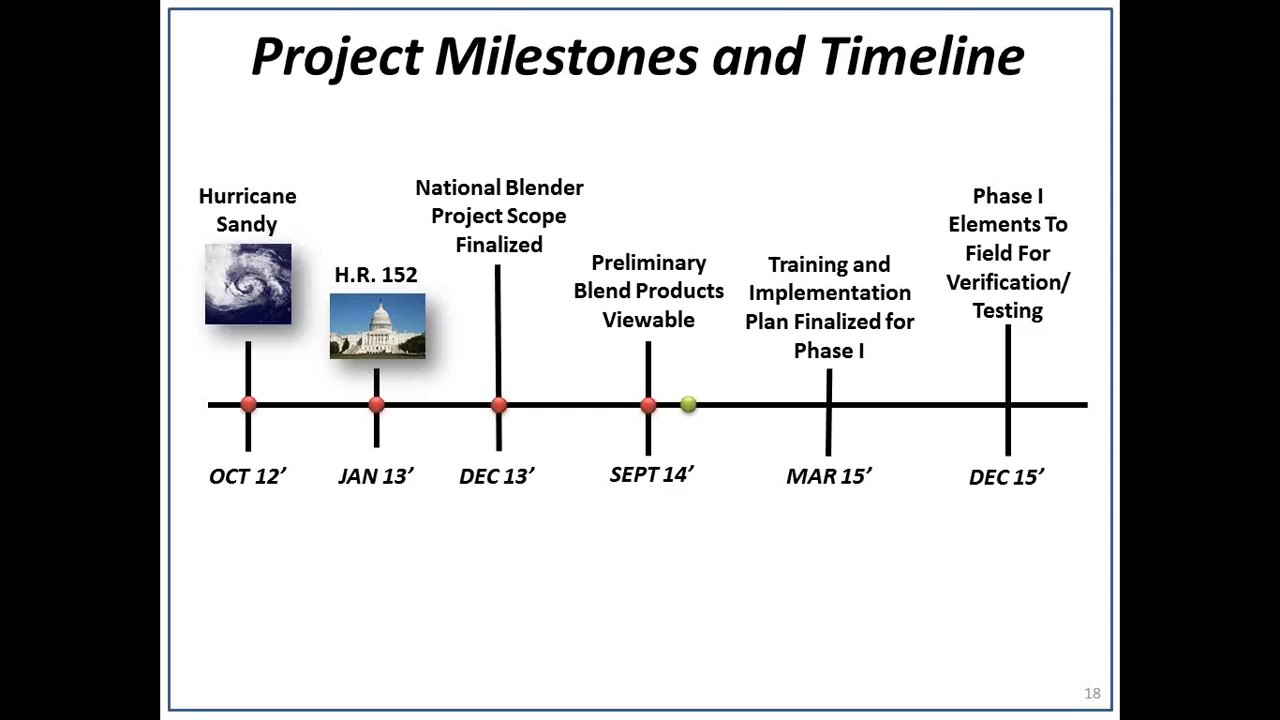 Project Milestones and Timeline
Hurricane
Sandy
H.R. 152
National Blender
Project Scope
Finalized
Preliminary
Blend Products
Viewable
Training and
Implementation
Plan Finalized for
Phase I
Phase I
Elements To
Field For
Verification/
Testing
OCT 12’
JAN 13’
DEC 13’
SEPT 14’
MAR 15’
DEC 15’
18